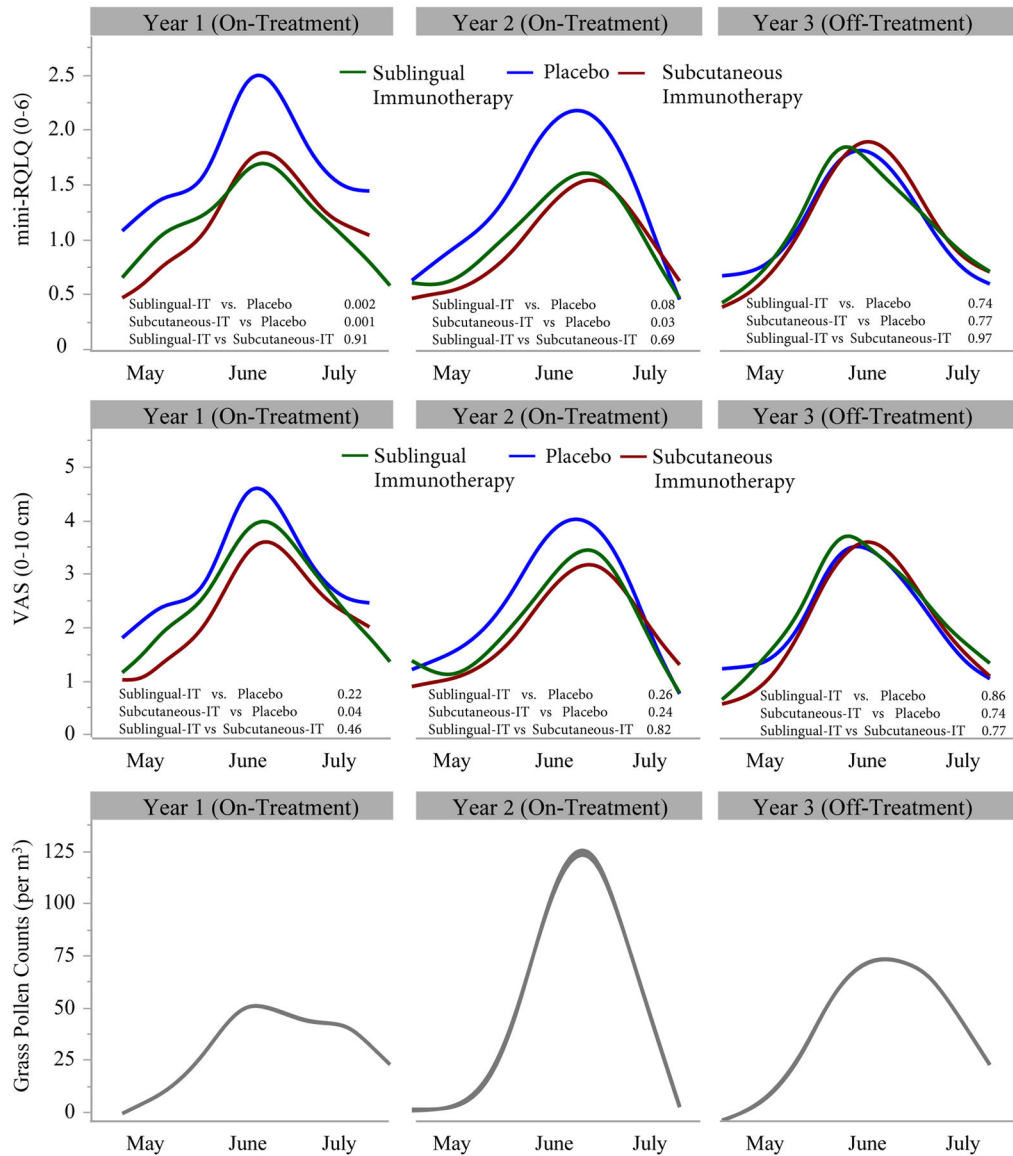 Year 1 (On-Treatment) Year 2 (On-Treatment) Year 3 (Off-Treatment)
mini-RQLQ (0-6)
2.5
2.0
1.5
1.0
0.5
0
Sublingual Immunotherapy
Placebo
Subcutaneous Immunotherapy
Sublingual-IT vs. Placebo 0.002
Subcutaneous-IT vs Placebo 0.001
Sublingual-IT vs Subcutaneous-IT 0.91
Sublingual-IT vs. Placebo 0.08
Subcutaneous-IT vs Placebo 0.03
Sublingual-IT vs Subcutaneous-IT 0.69
Sublingual-IT vs. Placebo 0.74
Subcutaneous-IT vs Placebo 0.77
Sublingual-IT vs Subcutaneous-IT 0.97
May June July May June July May June July
Year 1 (On-Treatment) Year 2 (On-Treatment) Year 3 (Off-Treatment)
VAS (0-10 cm)
5
4
3
2
1
0
Sublingual Immunotherapy
Placebo
Subcutaneous Immunotherapy
Sublingual-IT vs. Placebo 0.22
Subcutaneous-IT vs Placebo 0.04
Sublingual-IT vs Subcutaneous-IT 0.46
Sublingual-IT vs. Placebo 0.26
Subcutaneous-IT vs Placebo 0.24
Sublingual-IT vs Subcutaneous-IT 0.82
Sublingual-IT vs. Placebo 0.86
Subcutaneous-IT vs Placebo 0.74
Sublingual-IT vs Subcutaneous-IT 0.77
May June July May June July May June July
Year 1 (On-Treatment) Year 2 (On-Treatment) Year 3 (Off-Treatment)
Grass Pollen Counts (per m³)
125
100
75
50
25
0
May June July May June July May June July